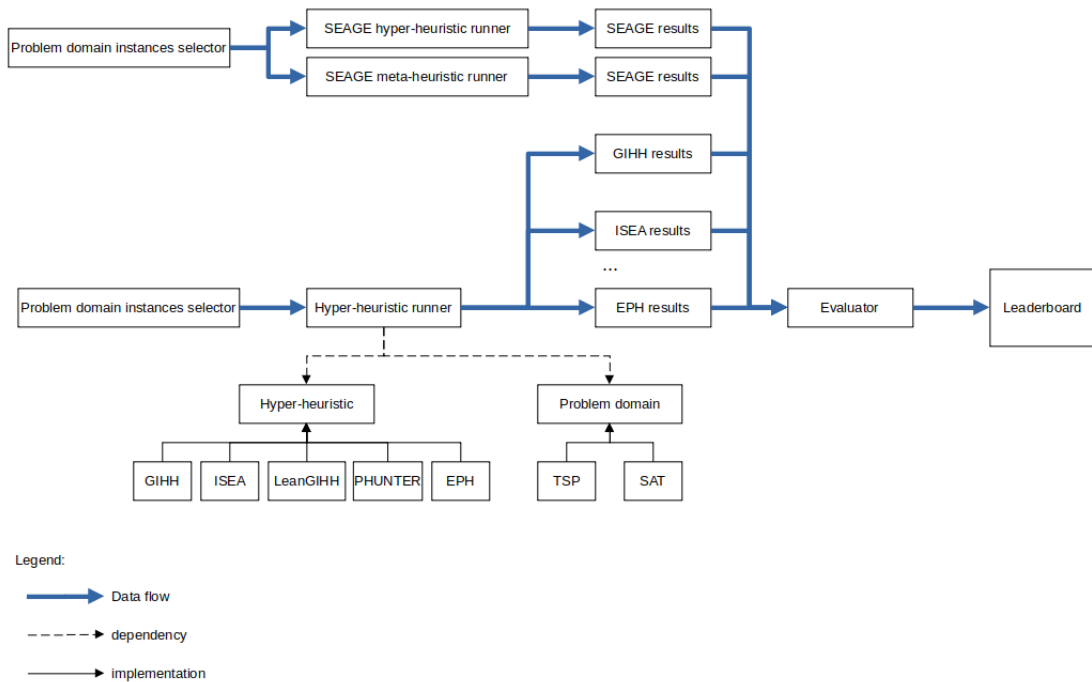 SEAGE hyper-heuristic runner
SEAGE results
Problem domain instances selector
SEAGE meta-heuristic runner
SEAGE results
GIHH results
ISEA results
...
Problem domain instances selector
Hyper-heuristic runner
EPH results
Evaluator
Leaderboard
Hyper-heuristic
Problem domain
GIHH
ISEA
LeanGIHH
PHUNTER
EPH
TSP
SAT
Legend:
Data flow
dependency
implementation